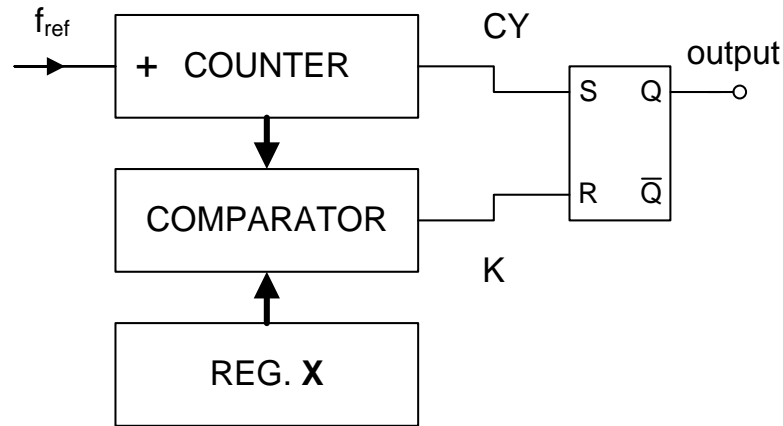 f_ref
+ COUNTER
CY
output
S Q
COMPARATOR
R Q̅
K
REG. X